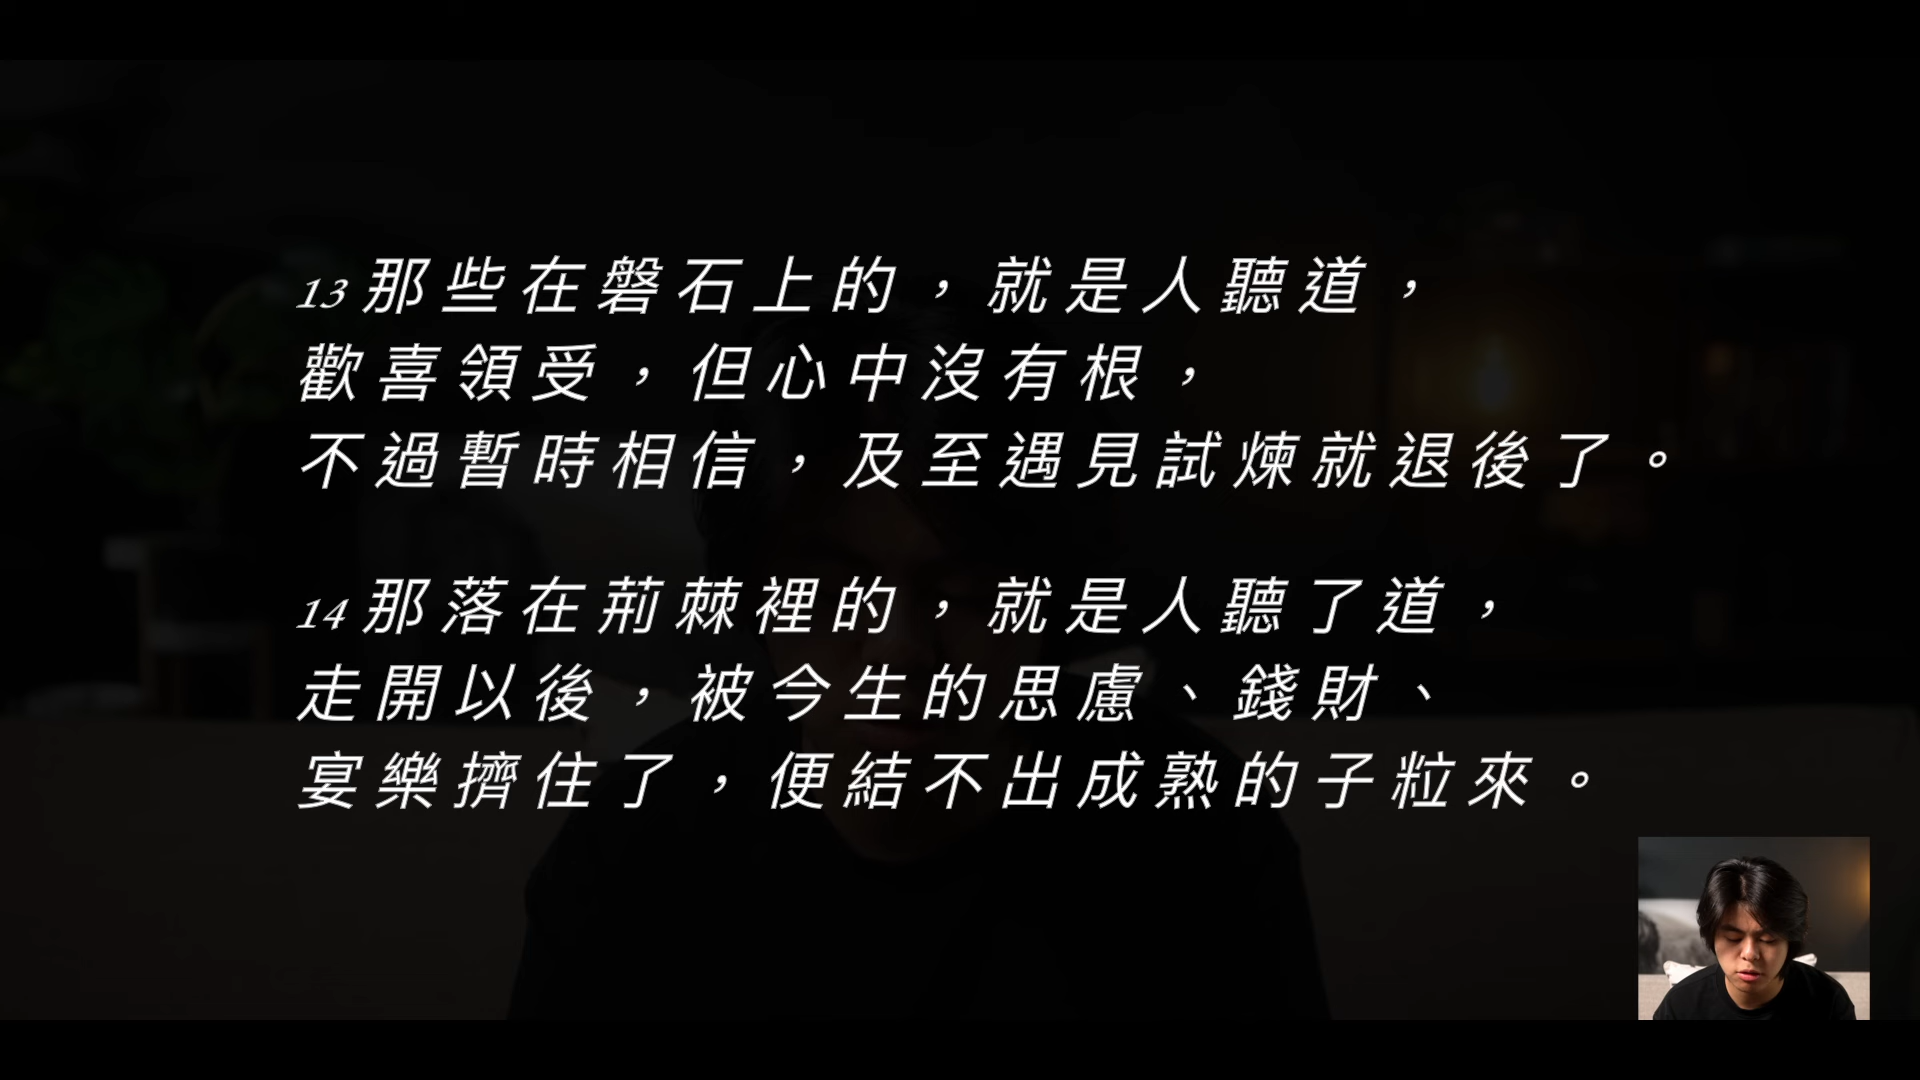 13 那些在磐石上的，就是人聽道，
歡喜領受，但心中沒有根，
不過暫時相信，及至遇見試煉就退後了。
14 那落在荊棘裡的，就是人聽了道，
走開以後，被今生的思慮、錢財、
宴樂擠住了，便結不出成熟的子粒來。